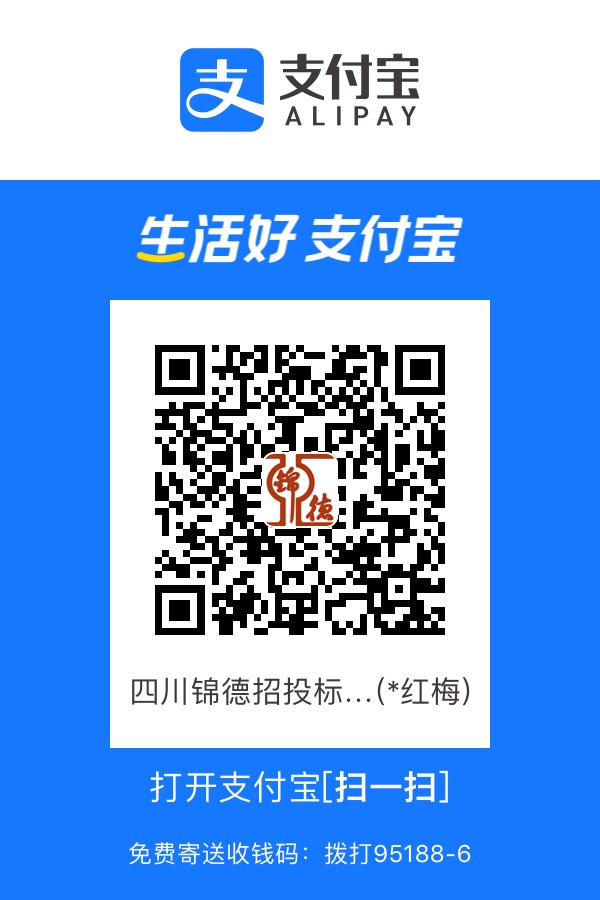 支 支付宝
ALIPAY
生活好 支付宝
锦
德
四川锦德招投标...(*红梅)
打开支付宝[扫一扫]
免费寄送收钱码：拨打95188-6